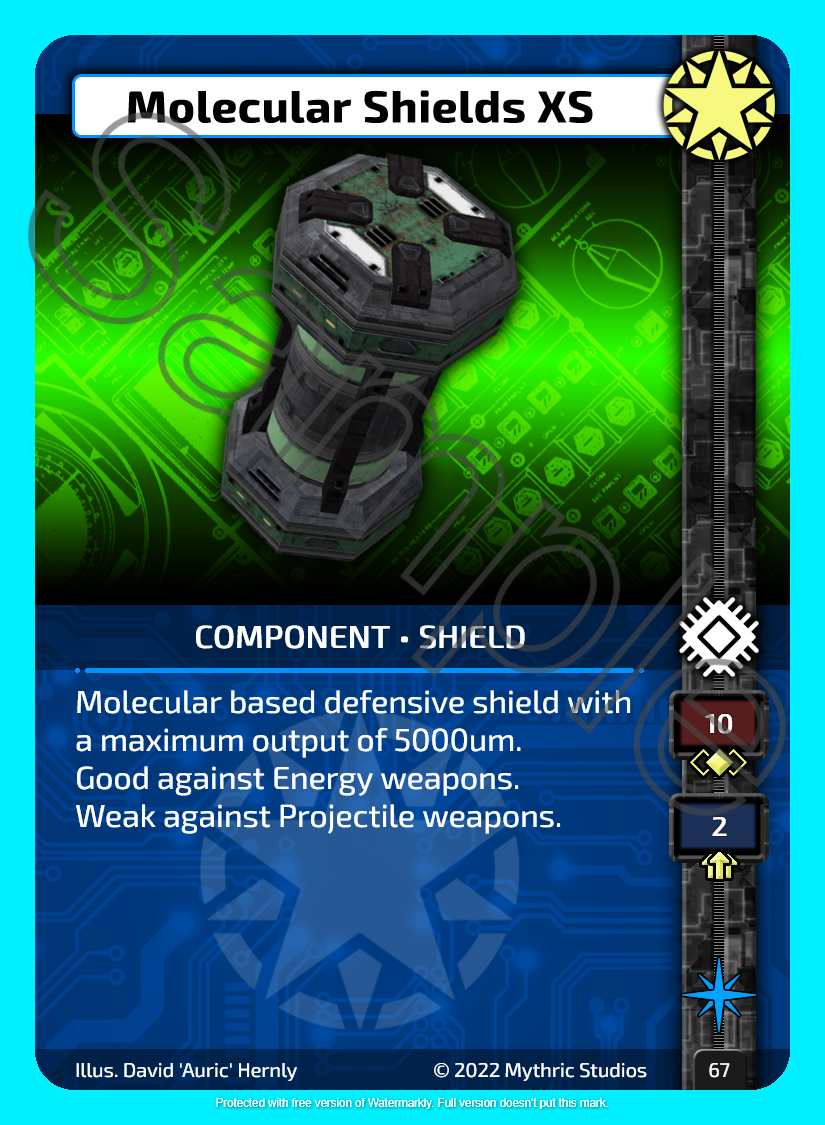 Molecular Shields XS
COMPONENT • SHIELD
Molecular based defensive shield with
a maximum output of 5000um.
Good against Energy weapons.
Weak against Projectile weapons.
10
2
Illus. David 'Auric' Hernly
© 2022 Mythric Studios
67
Sample
Protected with free version of Watermarkly. Full version doesn't put this mark.